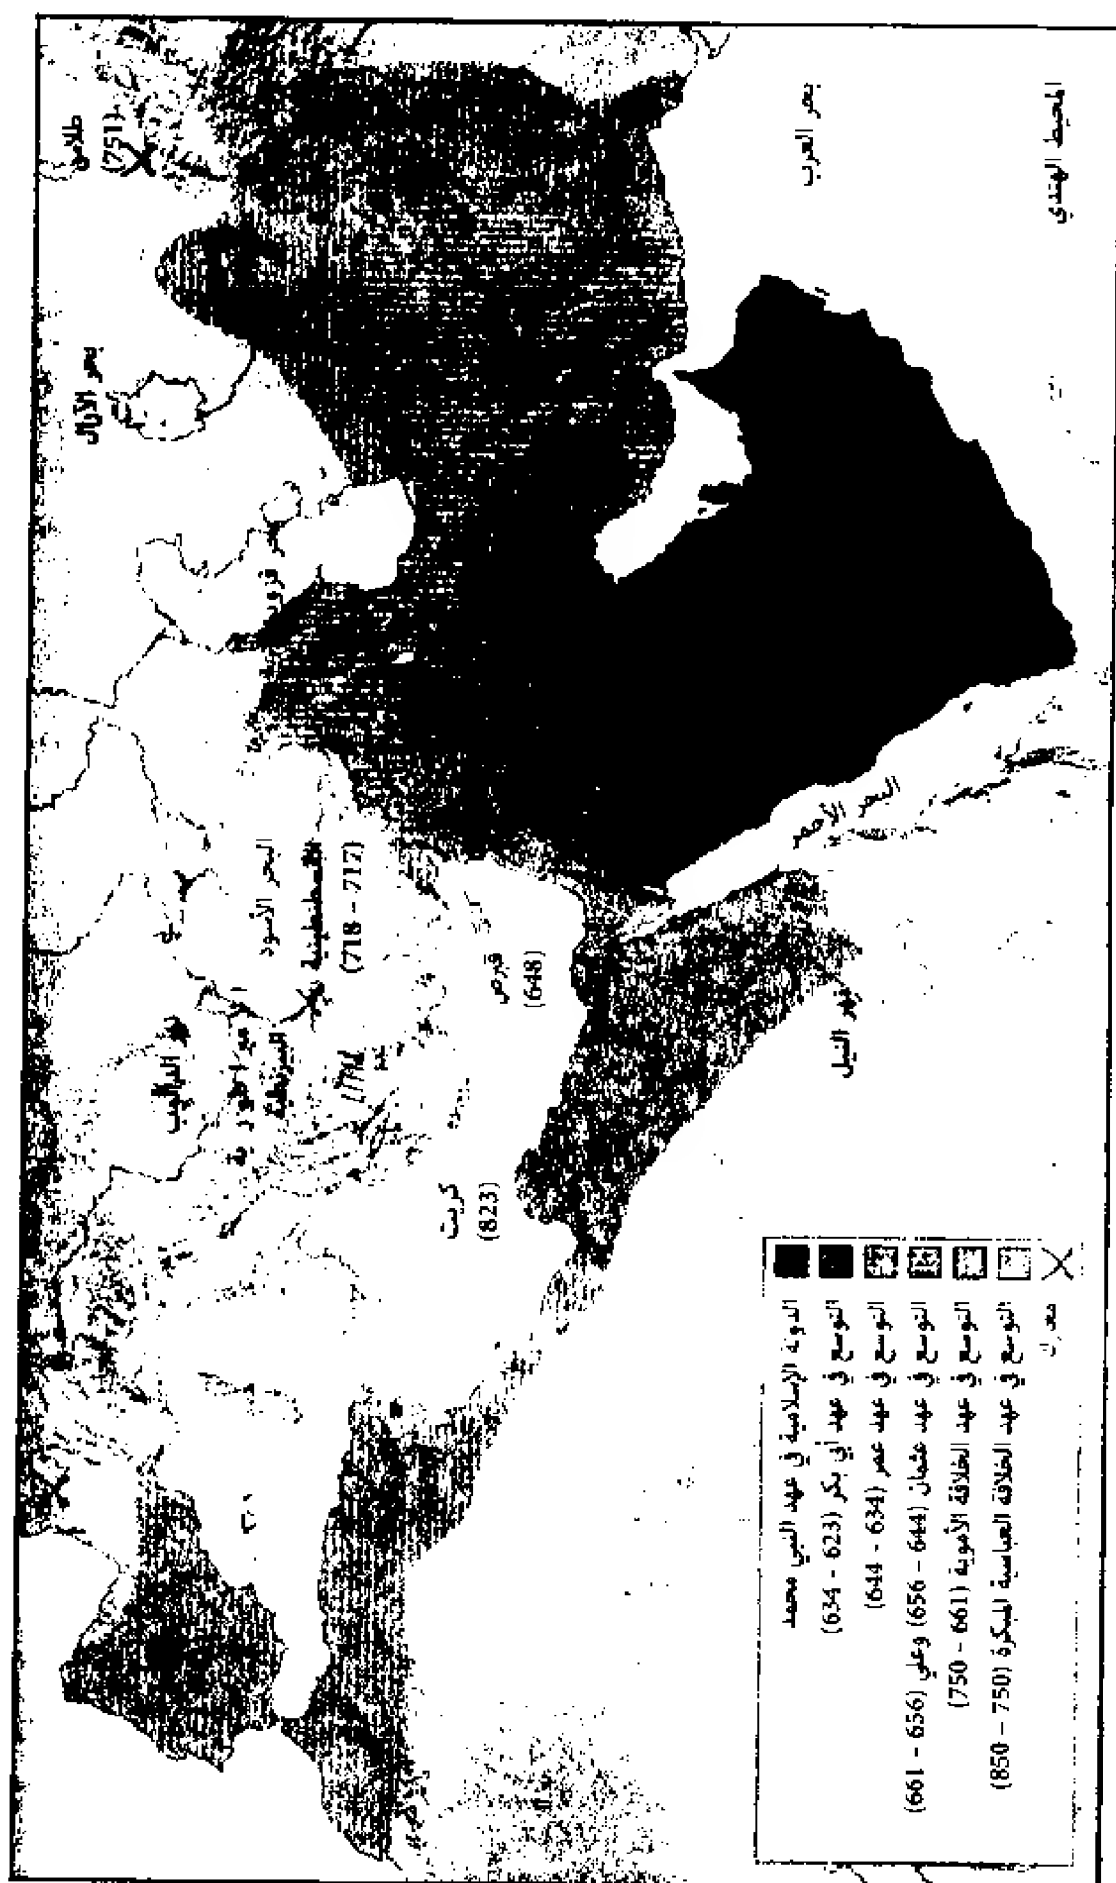 طلاس
(751)
بحر الآرال
بحر العرب
المحيط الهندي
البحر الأسود
القسطنطينية
(717 - 718)
قبرص
(648)
كريت
(823)
البحر الأحمر
نهر النيل
الدولة الإسلامية في عهد النبي محمد
التوسع في عهد أبي بكر (623 - 634)
التوسع في عهد عمر (634 - 644)
التوسع في عهد عثمان (644 - 656) وعلي (656 - 661)
التوسع في عهد الخلافة الأموية (661 - 750)
التوسع في عهد الخلافة العباسية المبكرة (750 - 850)
معارك